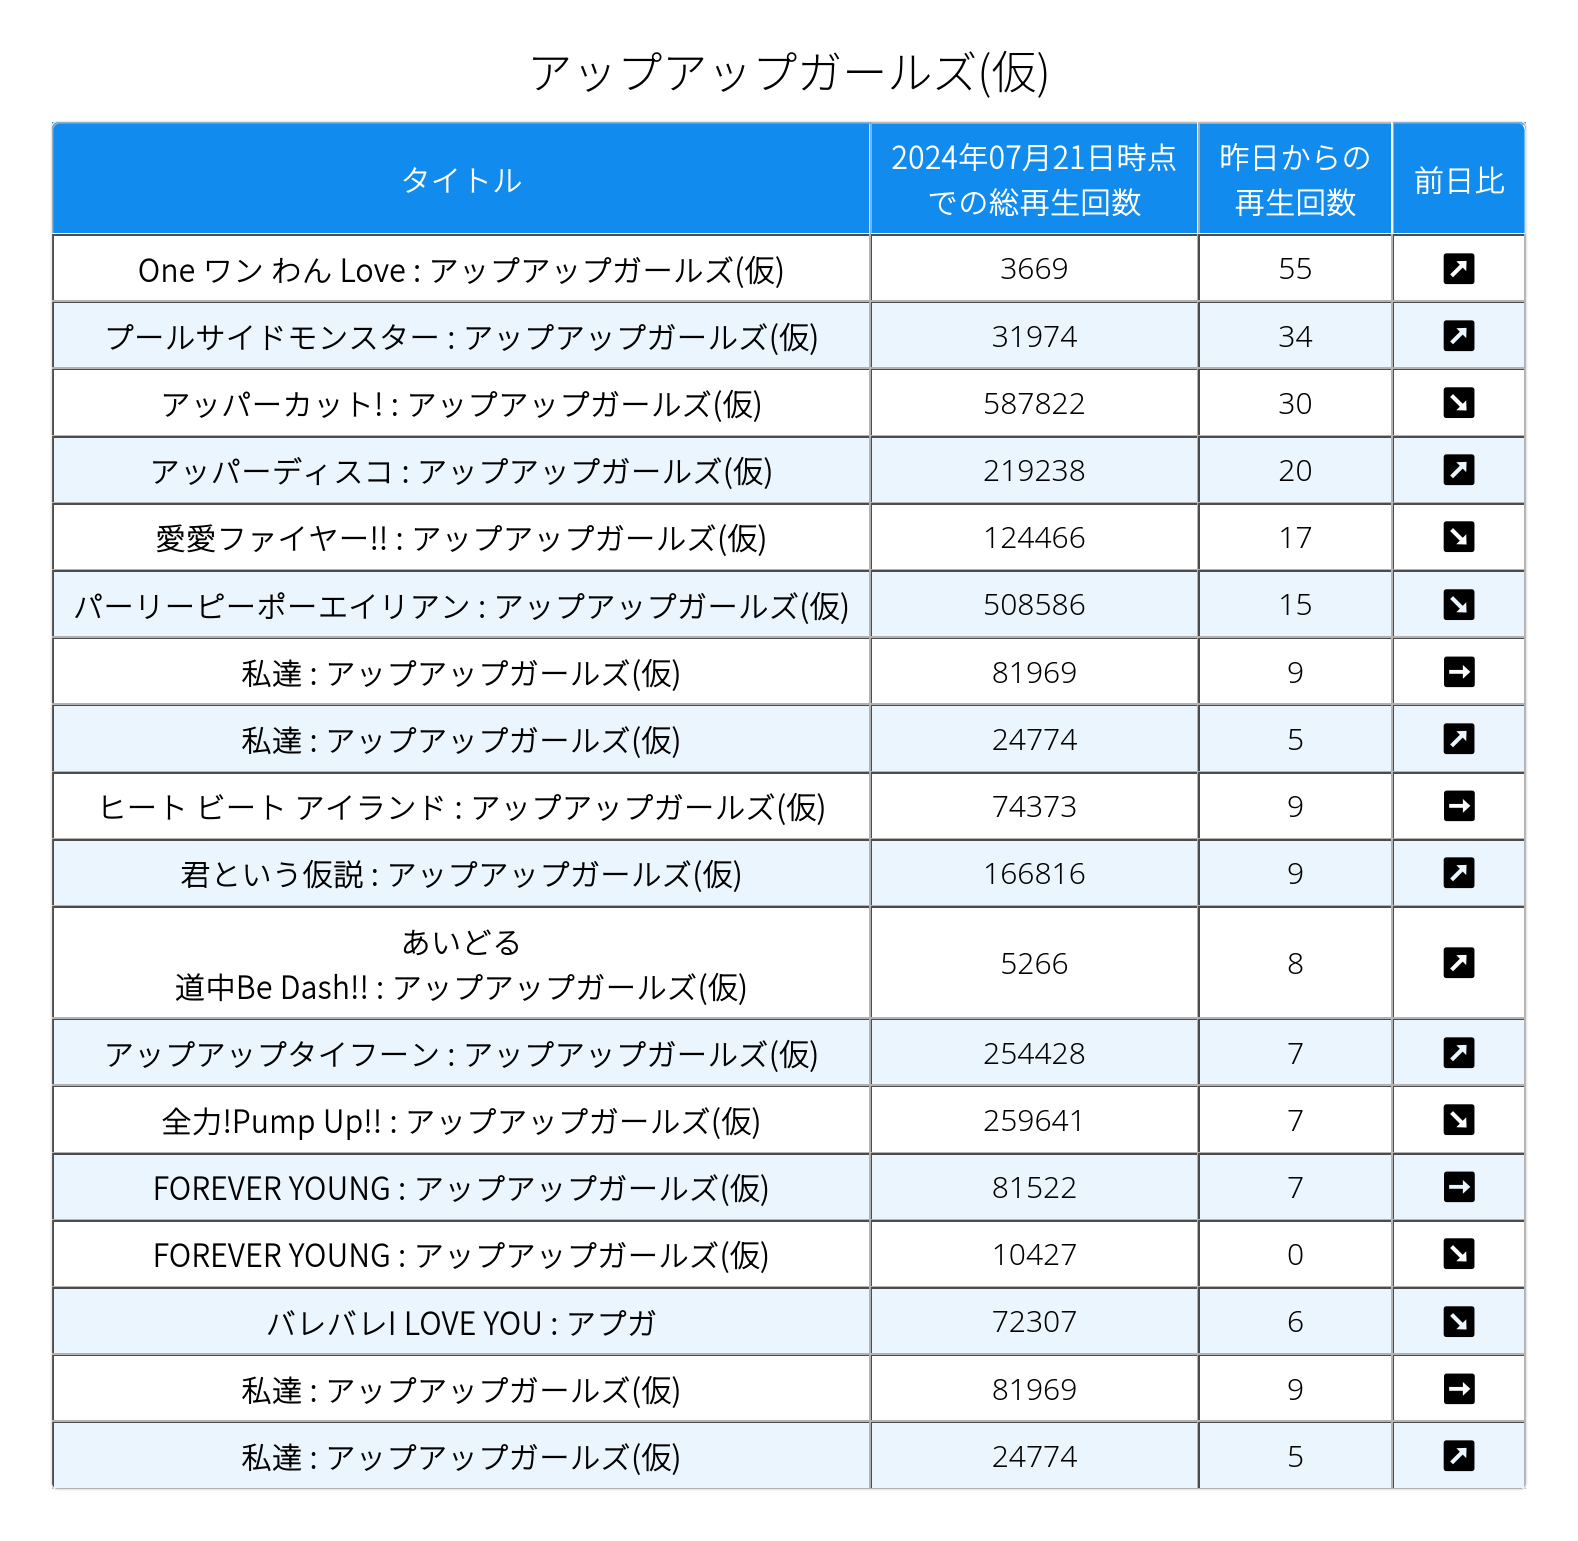 アップアップガールズ(仮)
タイトル 2024年07月21日時点での総再生回数 昨日からの再生回数 前日比
One ワン わん Love : アップアップガールズ(仮) 3669 55 ↗
プールサイドモンスター : アップアップガールズ(仮) 31974 34 ↗
アッパーカット! : アップアップガールズ(仮) 587822 30 ↘
アッパーディスコ : アップアップガールズ(仮) 219238 20 ↗
愛愛ファイヤー!! : アップアップガールズ(仮) 124466 17 ↘
パーリーピーポーエイリアン : アップアップガールズ(仮) 508586 15 ↘
私達 : アップアップガールズ(仮) 81969 9 →
私達 : アップアップガールズ(仮) 24774 5 ↗
ヒート ビート アイランド : アップアップガールズ(仮) 74373 9 →
君という仮説 : アップアップガールズ(仮) 166816 9 ↗
あいどる
道中Be Dash!! : アップアップガールズ(仮) 5266 8 ↗
アップアップタイフーン : アップアップガールズ(仮) 254428 7 ↗
全力!Pump Up!! : アップアップガールズ(仮) 259641 7 ↘
FOREVER YOUNG : アップアップガールズ(仮) 81522 7 →
FOREVER YOUNG : アップアップガールズ(仮) 10427 0 ↘
バレバレI LOVE YOU : アプガ 72307 6 ↘
私達 : アップアップガールズ(仮) 81969 9 →
私達 : アップアップガールズ(仮) 24774 5 ↗